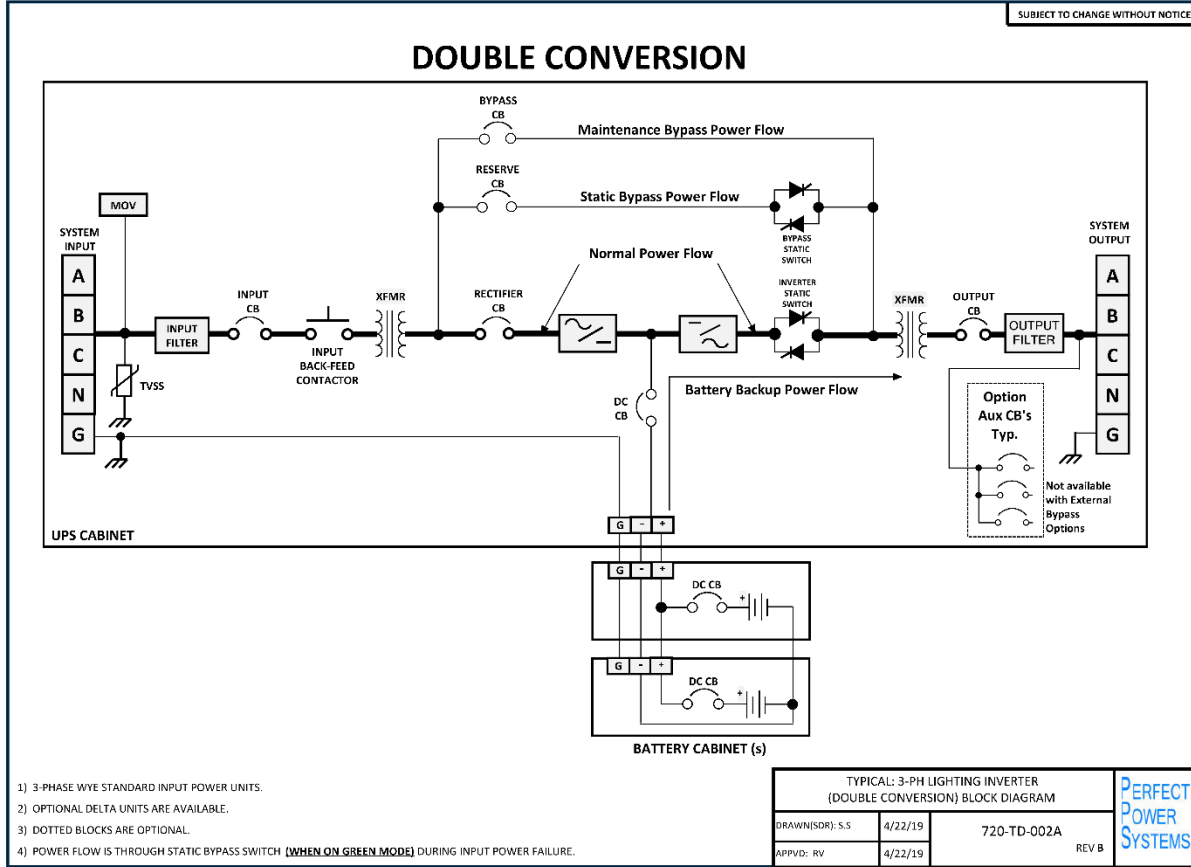 SUBJECT TO CHANGE WITHOUT NOTICE
DOUBLE CONVERSION
BYPASS
CB
Maintenance Bypass Power Flow
RESERVE
CB
Static Bypass Power Flow
BYPASS
STATIC
SWITCH
MOV
SYSTEM
INPUT
A
B
C
N
G
TVSS
INPUT
FILTER
INPUT
CB
INPUT
BACK-FEED
CONTACTOR
XFMR
RECTIFIER
CB
Normal Power Flow
INVERTER
STATIC
SWITCH
XFMR
OUTPUT
CB
OUTPUT
FILTER
SYSTEM
OUTPUT
A
B
C
N
G
DC
CB
Battery Backup Power Flow
Option
Aux CB's
Typ.
Not available
with External
Bypass
Options
UPS CABINET
G - +
G - +
DC CB
+
G - +
DC CB
+
BATTERY CABINET (s)
1) 3-PHASE WYE STANDARD INPUT POWER UNITS.
2) OPTIONAL DELTA UNITS ARE AVAILABLE.
3) DOTTED BLOCKS ARE OPTIONAL.
4) POWER FLOW IS THROUGH STATIC BYPASS SWITCH (WHEN ON GREEN MODE) DURING INPUT POWER FAILURE.
TYPICAL: 3-PH LIGHTING INVERTER
(DOUBLE CONVERSION) BLOCK DIAGRAM
DRAWN(SDR): S.S 4/22/19
720-TD-002A
REV B
APPVD: RV 4/22/19
PERFECT
POWER
SYSTEMS